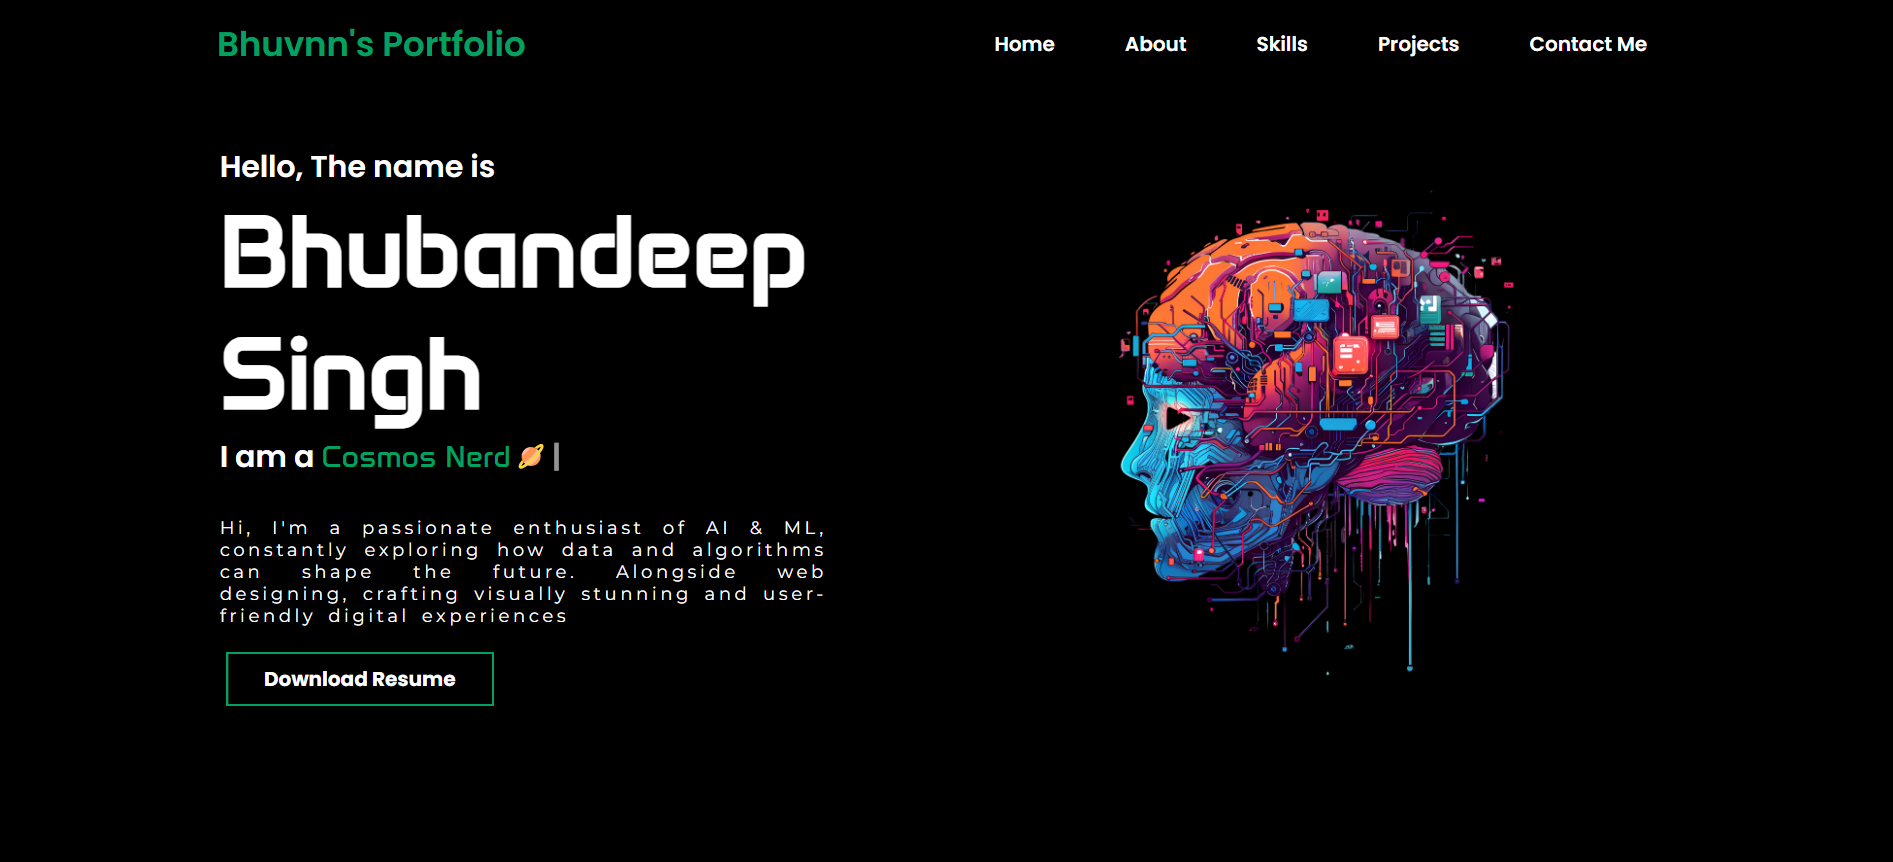 Bhuvnn's Portfolio
Home About Skills Projects Contact Me
Hello, The name is
Bhubandeep
Singh
I am a Cosmos Nerd 🪐 |
Hi, I'm a passionate enthusiast of AI & ML,
constantly exploring how data and algorithms
can shape the future. Alongside web
designing, crafting visually stunning and user-
friendly digital experiences
Download Resume